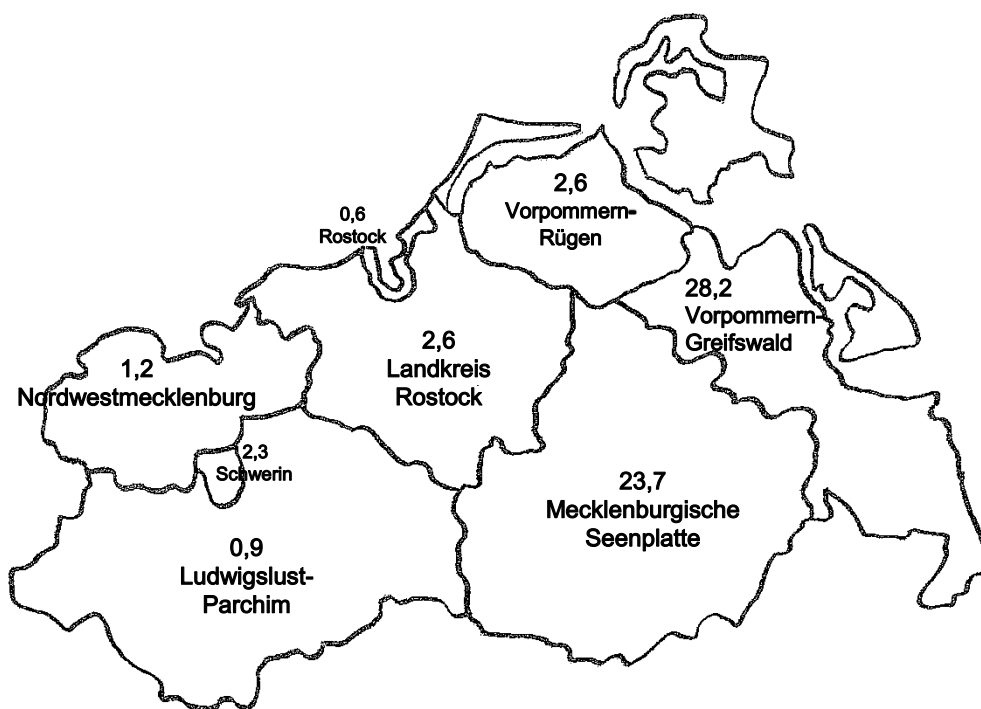 2,6
Vorpommern-
Rügen
0,6
Rostock
28,2
Vorpommern-
Greifswald
2,6
Landkreis
Rostock
1,2
Nordwestmecklenburg
2,3
Schwerin
23,7
Mecklenburgische
Seenplatte
0,9
Ludwigslust-
Parchim